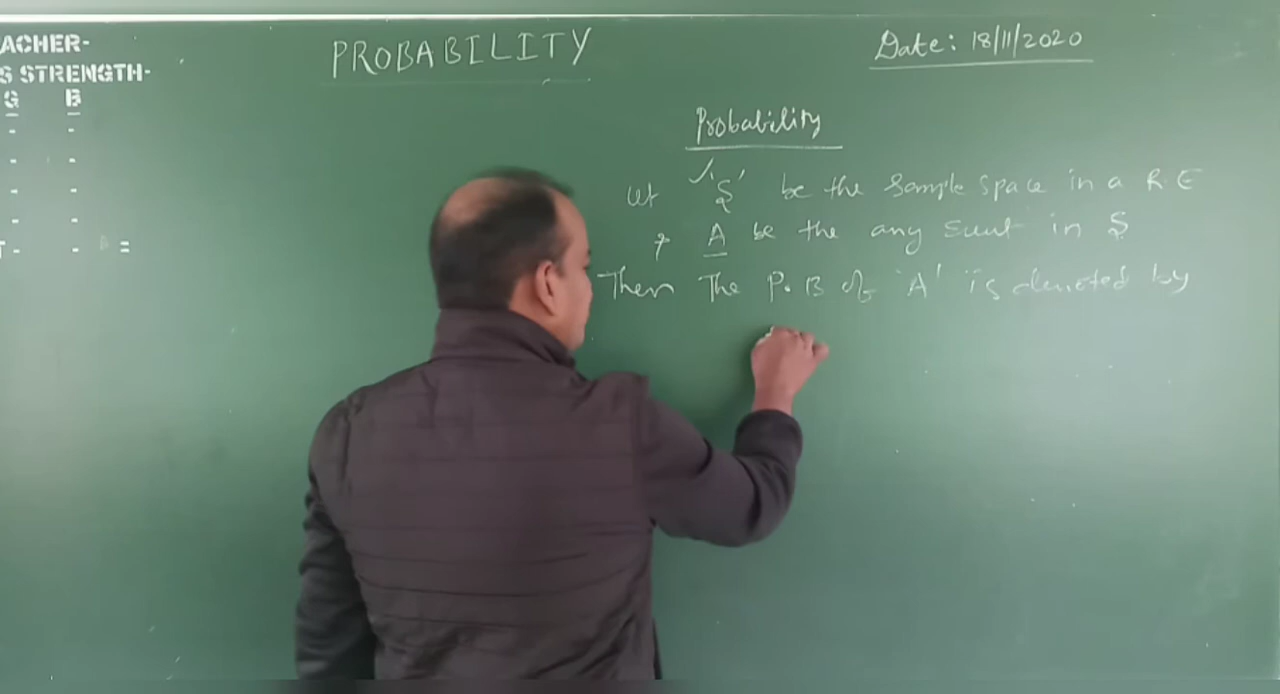 ACHER-
S STRENGTH-
G B
- -
- -
- -
- -
T- - B =
PROBABILITY
Date: 18/11/2020
Probability
Let 'S' be the Sample Space in a R.E
& A be the any Event in S
Then The P.B of 'A' is denoted by